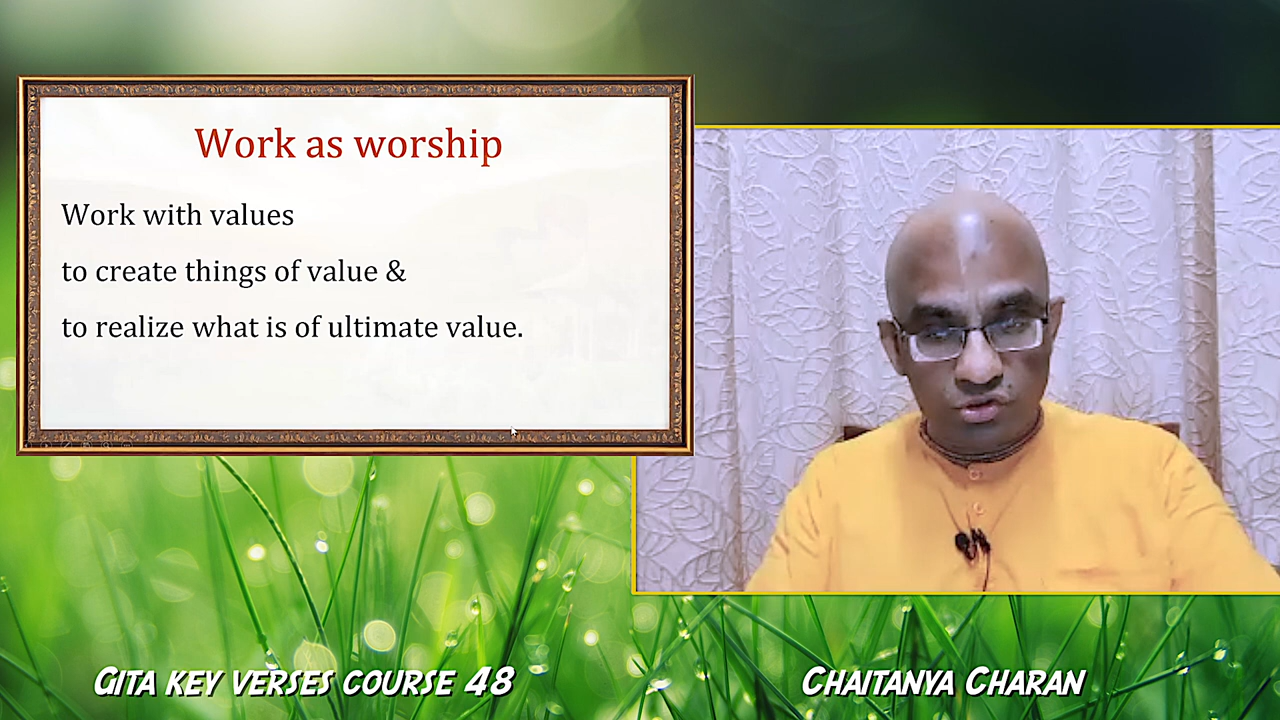 Work as worship
Work with values
to create things of value &
to realize what is of ultimate value.
GITA KEY VERSES COURSE 48
CHAITANYA CHARAN